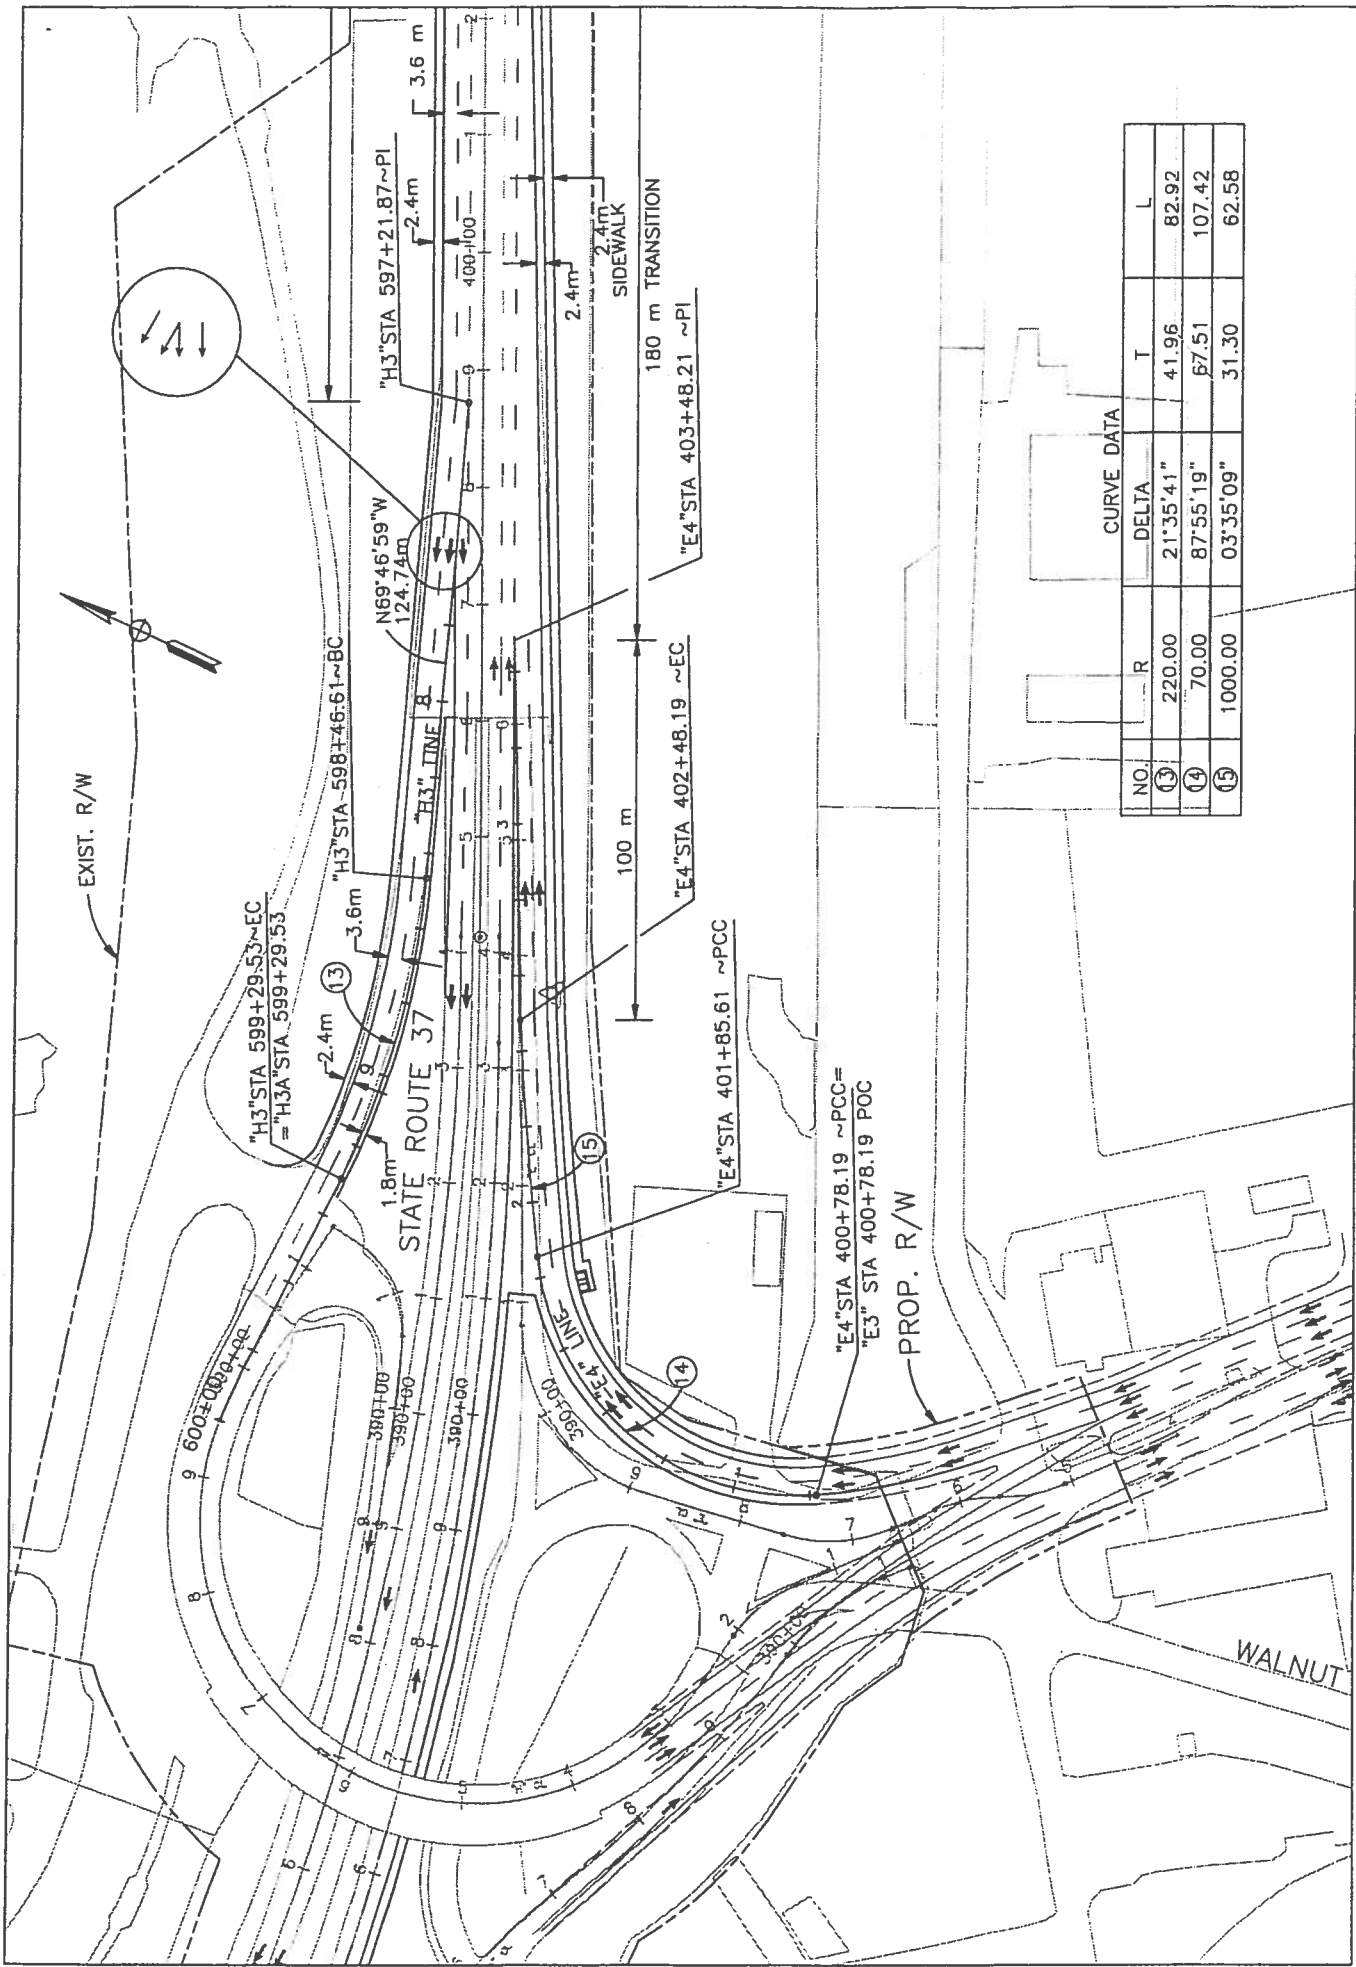 EXIST. R/W
"H3"STA 599+29.53~EC
="H3A"STA 599+29.53
2.4m
13
3.6m
"H3"STA 598+46.61~BC
N69°46'59"W
124.74m
"H3"STA 597+21.87~PI
2.4m
3.6 m
1.8m
STATE ROUTE 37
"H3" LINE
400+00
600+00
390+00
390+00
390+00
390+00
"E4" LINE
14
15
2.4m
2.4m
SIDEWALK
180 m TRANSITION
100 m
"E4"STA 403+48.21 ~PI
"E4"STA 402+48.19 ~EC
"E4"STA 401+85.61 ~PCC
"E4"STA 400+78.19 ~PCC=
"E3" STA 400+78.19 POC
PROP. R/W
WALNUT
CURVE DATA
NO. R DELTA T L
13 220.00 21°35'41" 41.96 82.92
14 70.00 87°55'19" 67.51 107.42
15 1000.00 03°35'09" 31.30 62.58